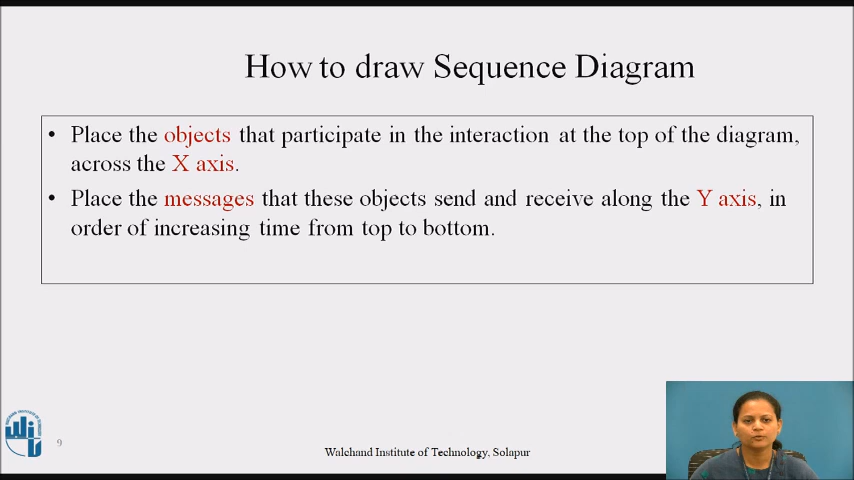 How to draw Sequence Diagram
• Place the objects that participate in the interaction at the top of the diagram,
across the X axis.
• Place the messages that these objects send and receive along the Y axis, in
order of increasing time from top to bottom.
9
Walchand Institute of Technology, Solapur